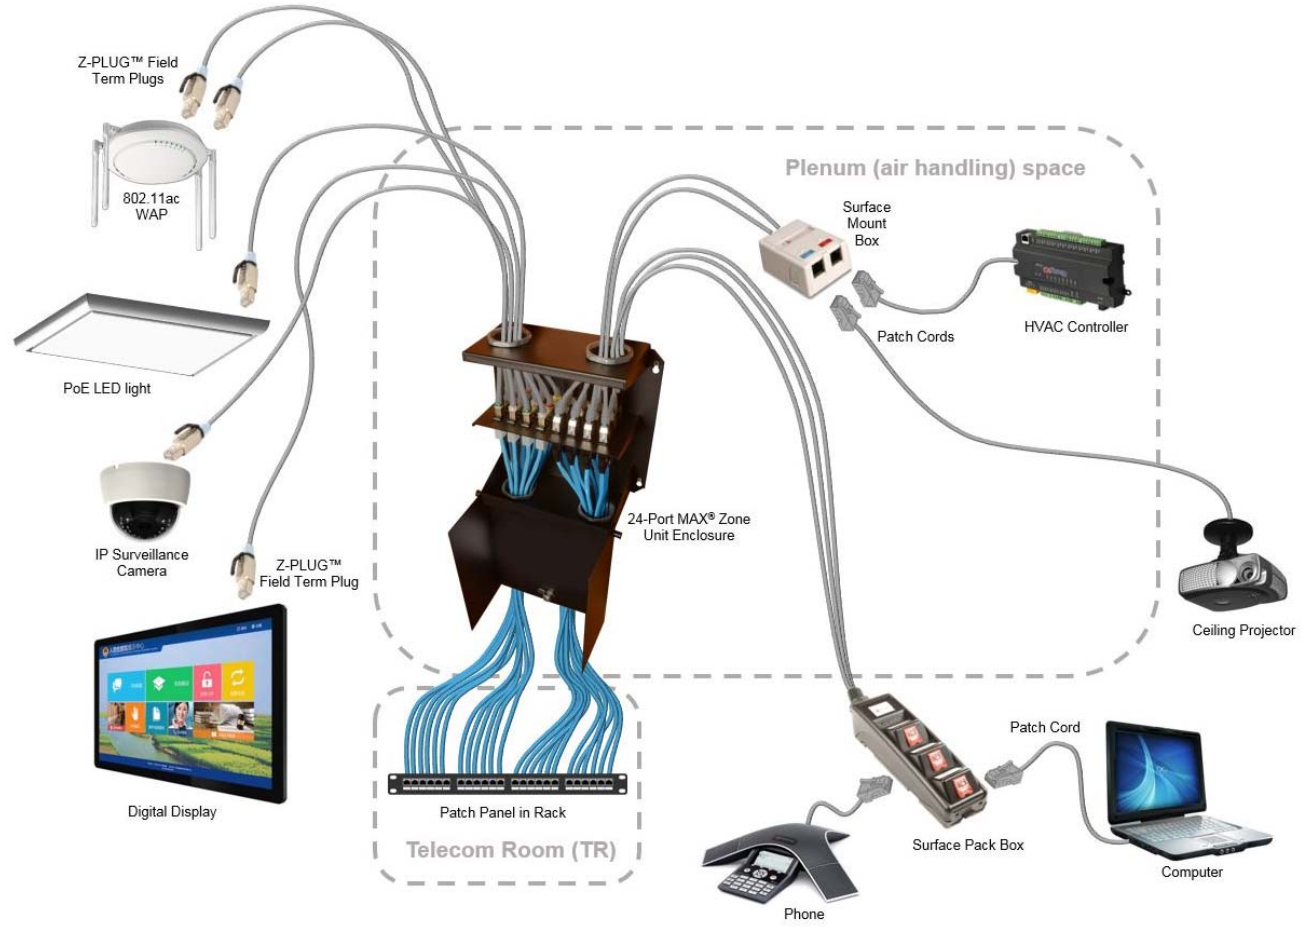 Z-PLUG™ Field
Term Plugs
802.11ac
WAP
PoE LED light
IP Surveillance
Camera
Z-PLUG™
Field Term Plug
Digital Display
Plenum (air handling) space
Surface
Mount
Box
Patch Cords
HVAC Controller
24-Port MAX® Zone
Unit Enclosure
Ceiling Projector
Patch Panel in Rack
Telecom Room (TR)
Patch Cord
Surface Pack Box
Computer
Phone